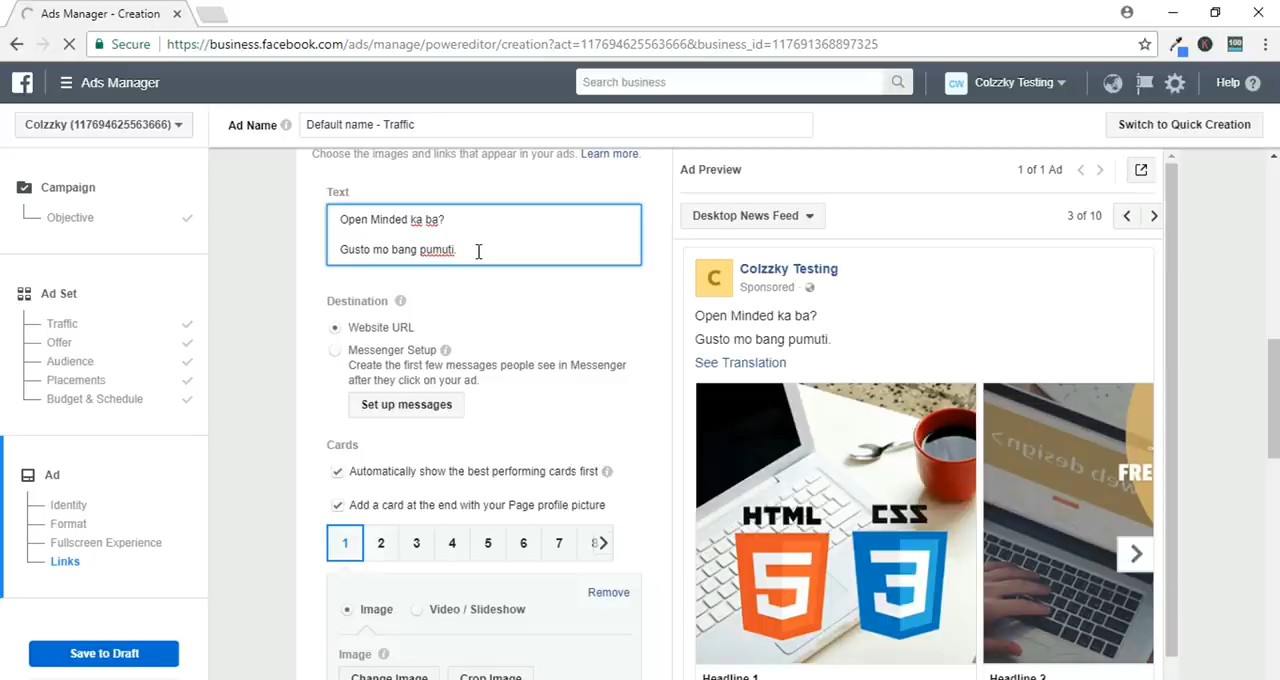 Ads Manager - Creation
Secure
https://business.facebook.com/ads/manage/powereditor/creation?act=117694625563666&business_id=117691368897325
100
Ads Manager
Search business
CW
Colzzky Testing
Help
Colzzky (117694625563666)
Ad Name
Default name - Traffic
Switch to Quick Creation
Campaign
Objective
Ad Set
Traffic
Offer
Audience
Placements
Budget & Schedule
Ad
Identity
Format
Fullscreen Experience
Links
Save to Draft
Choose the images and links that appear in your ads. Learn more.
Text
Open Minded ka ba?
Gusto mo bang pumuti.
Destination
Website URL
Messenger Setup
Create the first few messages people see in Messenger
after they click on your ad.
Set up messages
Cards
Automatically show the best performing cards first
Add a card at the end with your Page profile picture
1 2 3 4 5 6 7 8
Remove
Image
Video / Slideshow
Image
Change Image
Crop Image
Ad Preview
1 of 1 Ad
Desktop News Feed
3 of 10
C
Colzzky Testing
Sponsored ·
Open Minded ka ba?
Gusto mo bang pumuti.
See Translation
HTML
5
CSS
3
web design
FRE
Headline 1
Headline 2